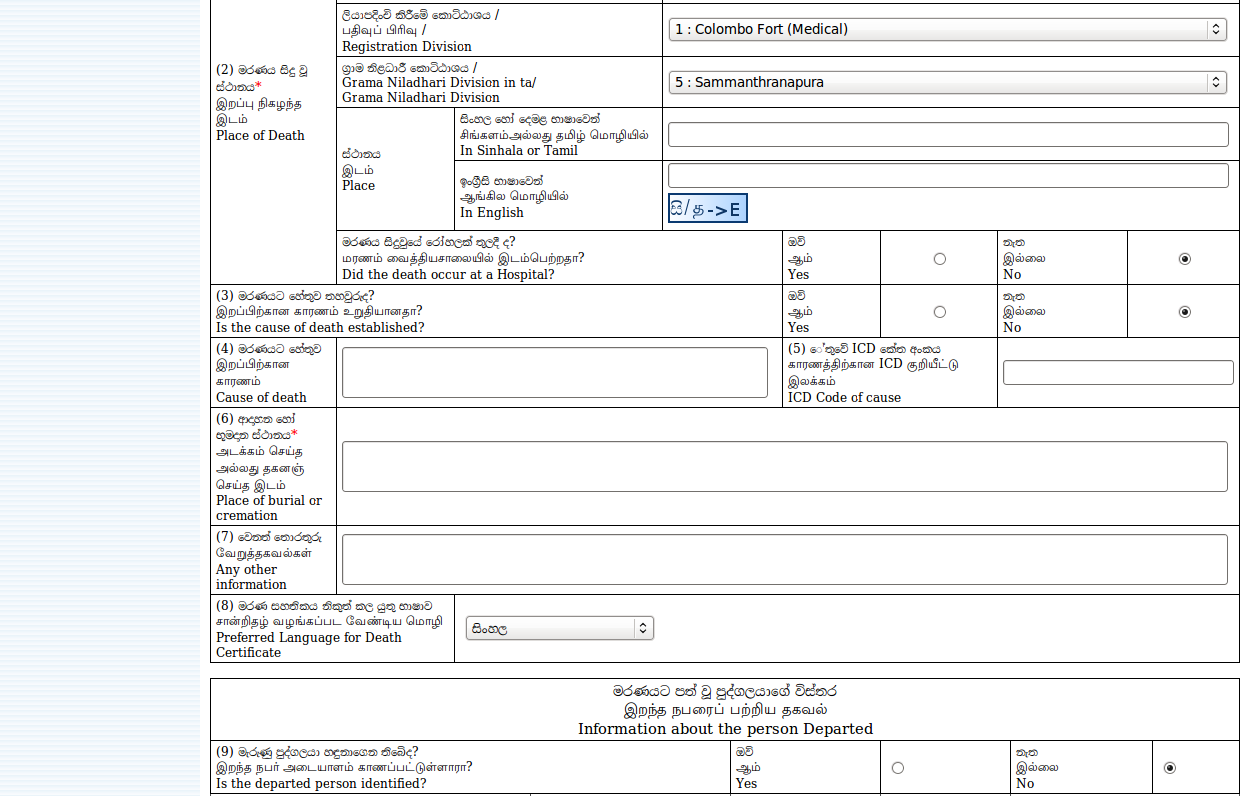 ලියාපදිංචි කිරීමේ කොට්ඨාශය /
பதிவுப் பிரிவு /
Registration Division
1 : Colombo Fort (Medical)
(2) මරණය සිදු වූ
ස්ථානය*
இறப்பு நிகழந்த
இடம்
Place of Death
ග්‍රාම නිළධාරී කොට්ඨාශය /
Grama Niladhari Division in ta/
Grama Niladhari Division
5 : Sammanthranapura
ස්ථානය
இடம்
Place
සිංහල හෝ දෙමළ භාෂාවෙන්
சிங்களம்அல்லது தமிழ் மொழியில்
In Sinhala or Tamil
ඉංග්‍රීසි භාෂාවෙන්
ஆங்கில மொழியில்
In English
සි/த->E
මරණය සිදුවුයේ රෝහලක් තුලදී ද?
மரணம் வைத்தியசாலையில் இடம்பெற்றதா?
Did the death occur at a Hospital?
ඔව්
ஆம்
Yes
නැත
இல்லை
No
(3) මරණයට හේතුව තහවුරුද?
இறப்பிற்கான காரணம் உறுதியானதா?
Is the cause of death established?
ඔව්
ஆம்
Yes
නැත
இல்லை
No
(4) මරණයට හේතුව
இறப்பிற்கான
காரணம்
Cause of death
(5) ේතුවේ ICD කේත අංකය
காரணத்திற்கான ICD குறியீட்டு
இலக்கம்
ICD Code of cause
(6) ආදාහන හෝ
භූමදාන ස්ථානය*
அடக்கம் செய்த
அல்லது தகனஞ்
செய்த இடம்
Place of burial or
cremation
(7) වෙනත් තොරතුරු
வேறுத்தகவல்கள்
Any other
information
(8) මරණ සහතිකය නිකුත් කල යුතු භාෂාව
சான்றிதழ் வழங்கப்பட வேண்டிய மொழி
Preferred Language for Death
Certificate
සිංහල
මරණයට පත් වූ පුද්ගලයාගේ විස්තර
இறந்த நபரைப் பற்றிய தகவல்
Information about the person Departed
(9) මැරුණු පුද්ගලයා හඳුනාගෙන තිබේද?
இறந்த நபர் அடையாளம் காணப்பட்டுள்ளாரா?
Is the departed person identified?
ඔව්
ஆம்
Yes
නැත
இல்லை
No